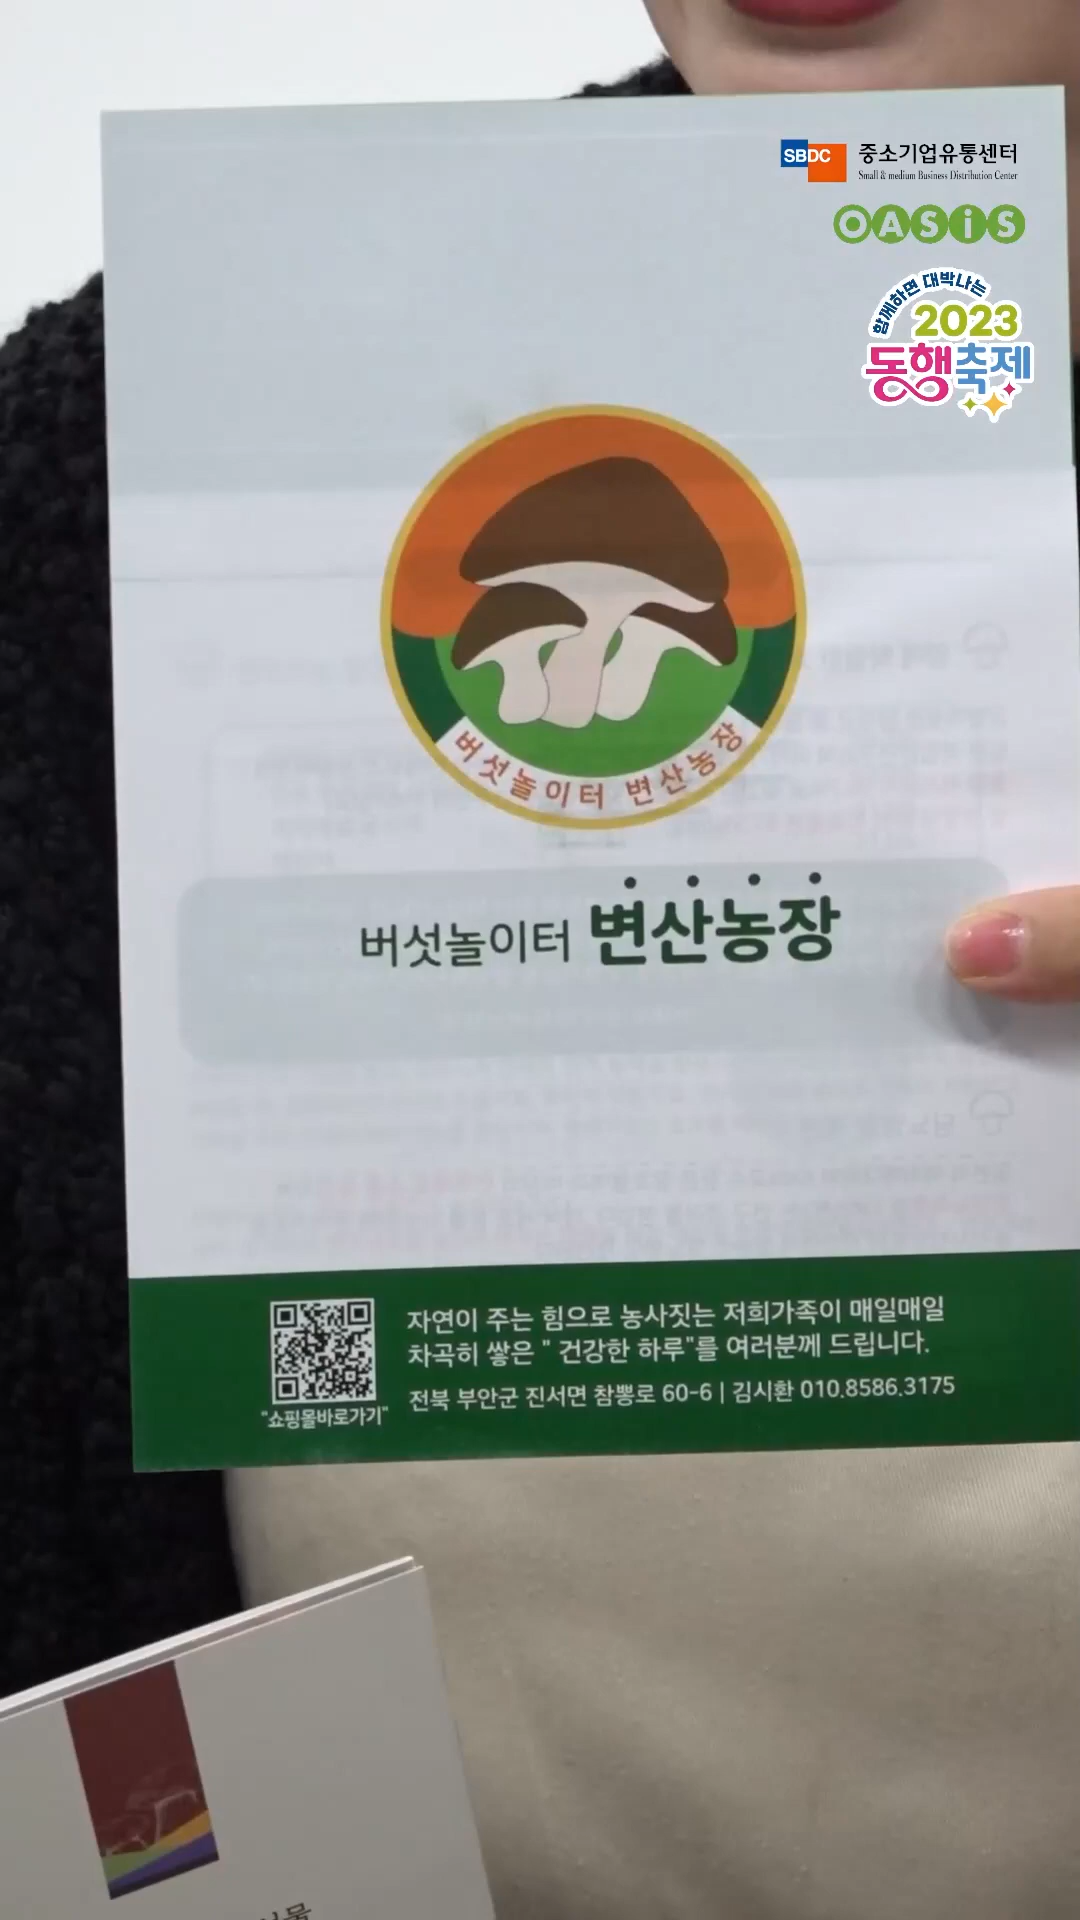 SBDC 중소기업유통센터
Small & medium Business Distribution Center
OASiS
함께하면 대박나는
2023
동행축제
버섯놀이터 변산농장
버섯놀이터 변산농장
자연이 주는 힘으로 농사짓는 저희가족이 매일매일
차곡히 쌓은 " 건강한 하루"를 여러분께 드립니다.
"쇼핑몰바로가기"
전북 부안군 진서면 참뽕로 60-6 | 김시환 010.8586.3175